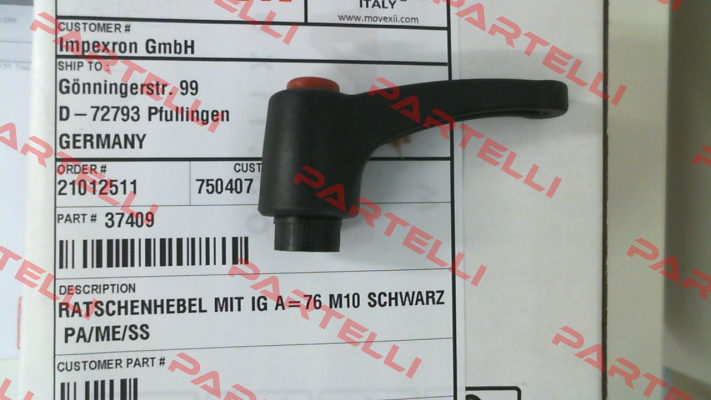 ITALY
www.movexii.com
CUSTOMER #
Impexron GmbH
SHIP TO:
Gönningerstr. 99
D-72793 Pfullingen
GERMANY
ORDER #
21012511
750407
PART # 37409
DESCRIPTION
RATSCHENHEBEL MIT IG A=76 M10 SCHWARZ
PA/ME/SS
CUSTOMER PART #
PARTELLI